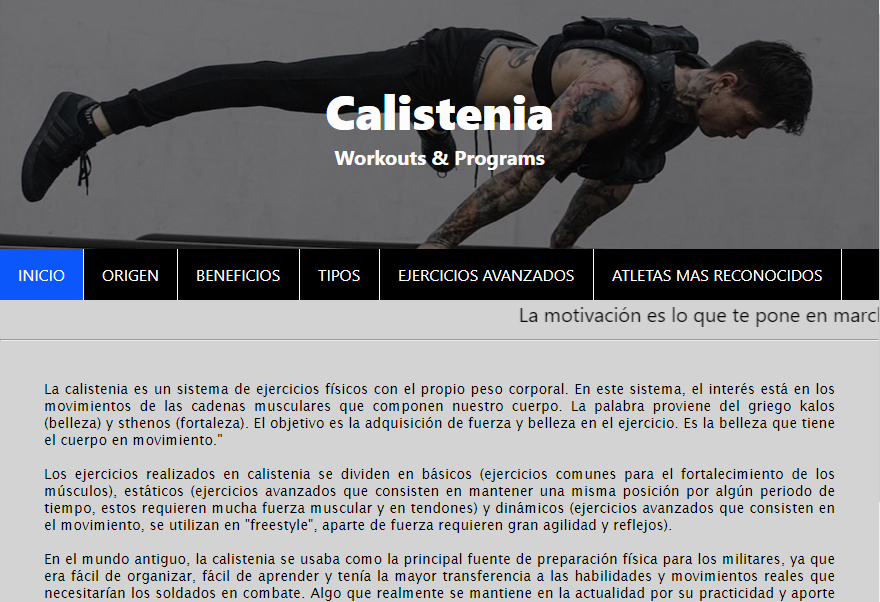 Calistenia
Workouts & Programs
INICIO ORIGEN BENEFICIOS TIPOS EJERCICIOS AVANZADOS ATLETAS MAS RECONOCIDOS
La motivación es lo que te pone en
La calistenia es un sistema de ejercicios físicos con el propio peso corporal. En este sistema, el interés está en los
movimientos de las cadenas musculares que componen nuestro cuerpo. La palabra proviene del griego kalos
(belleza) y sthenos (fortaleza). El objetivo es la adquisición de fuerza y belleza en el ejercicio. Es la belleza que tiene
el cuerpo en movimiento."
Los ejercicios realizados en calistenia se dividen en básicos (ejercicios comunes para el fortalecimiento de los
músculos), estáticos (ejercicios avanzados que consisten en mantener una misma posición por algún periodo de
tiempo, estos requieren mucha fuerza muscular y en tendones) y dinámicos (ejercicios avanzados que consisten en
el movimiento, se utilizan en "freestyle", aparte de fuerza requieren gran agilidad y reflejos).
En el mundo antiguo, la calistenia se usaba como la principal fuente de preparación física para los militares, ya que
era fácil de organizar, fácil de aprender y tenía la mayor transferencia a las habilidades y movimientos reales que
necesitarían los soldados en combate. Algo que realmente se mantiene en la actualidad por su practicidad y aporte